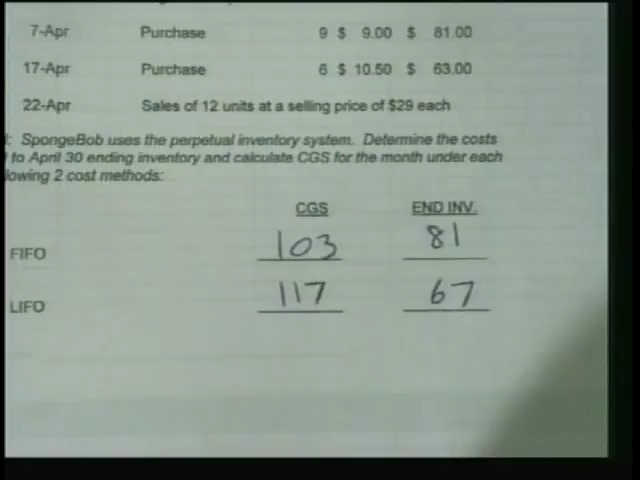 7-Apr Purchase 9 $ 9.00 $ 81.00
17-Apr Purchase 6 $ 10.50 $ 63.00
22-Apr Sales of 12 units at a selling price of $29 each
SpongeBob uses the perpetual inventory system. Determine the costs
to April 30 ending inventory and calculate CGS for the month under each
lowing 2 cost methods:
CGS END INV.
FIFO 103 81
LIFO 117 67